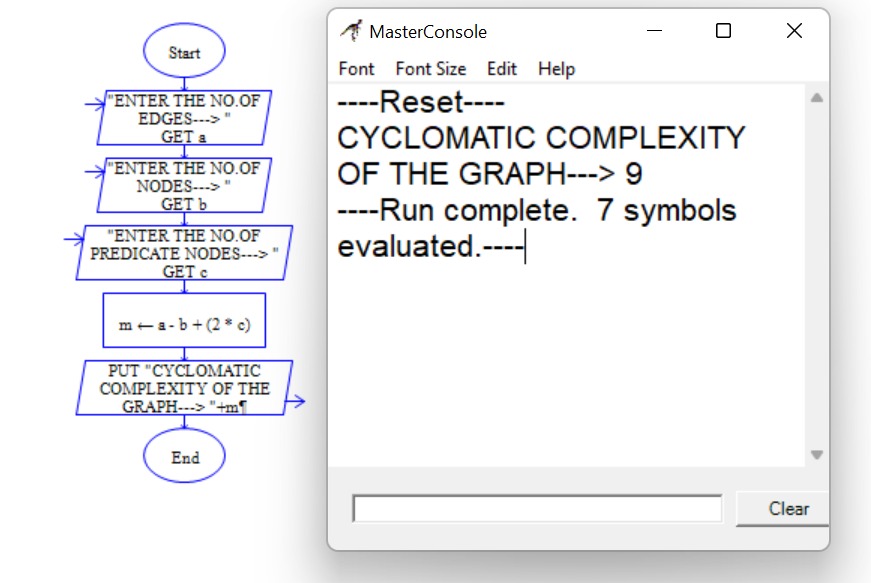 Start
"ENTER THE NO.OF
EDGES---> "
GET a
"ENTER THE NO.OF
NODES---> "
GET b
"ENTER THE NO.OF
PREDICATE NODES---> "
GET c
m ← a - b + (2 * c)
PUT "CYCLOMATIC
COMPLEXITY OF THE
GRAPH---> "+m¶
End
MasterConsole
Font Font Size Edit Help
----Reset----
CYCLOMATIC COMPLEXITY
OF THE GRAPH---> 9
----Run complete.  7 symbols
evaluated.----
Clear